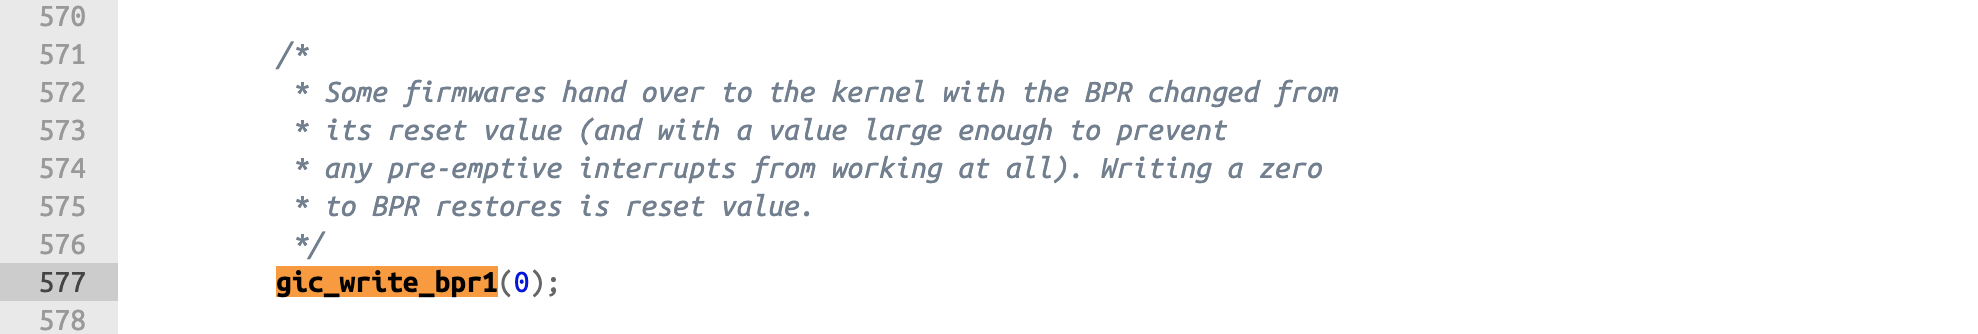 570
571 /*
572 * Some firmwares hand over to the kernel with the BPR changed from
573 * its reset value (and with a value large enough to prevent
574 * any pre-emptive interrupts from working at all). Writing a zero
575 * to BPR restores is reset value.
576 */
577 gic_write_bpr1(0);
578